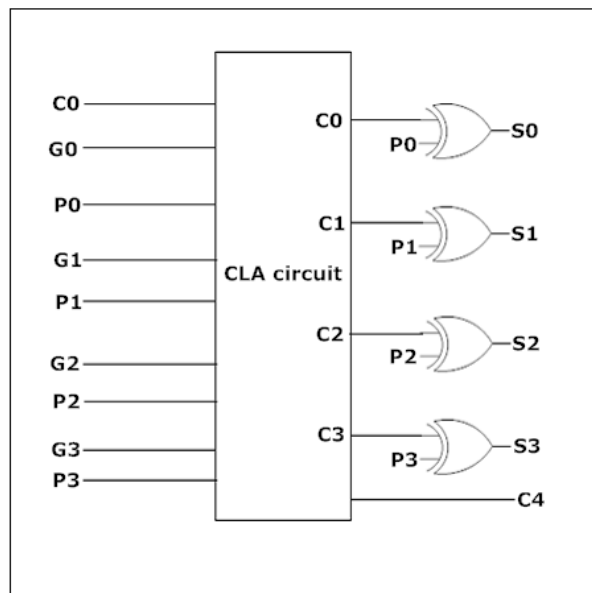 C0
G0
P0
G1
P1
G2
P2
G3
P3
CLA circuit
C0
P0
S0
C1
P1
S1
C2
P2
S2
C3
P3
S3
C4